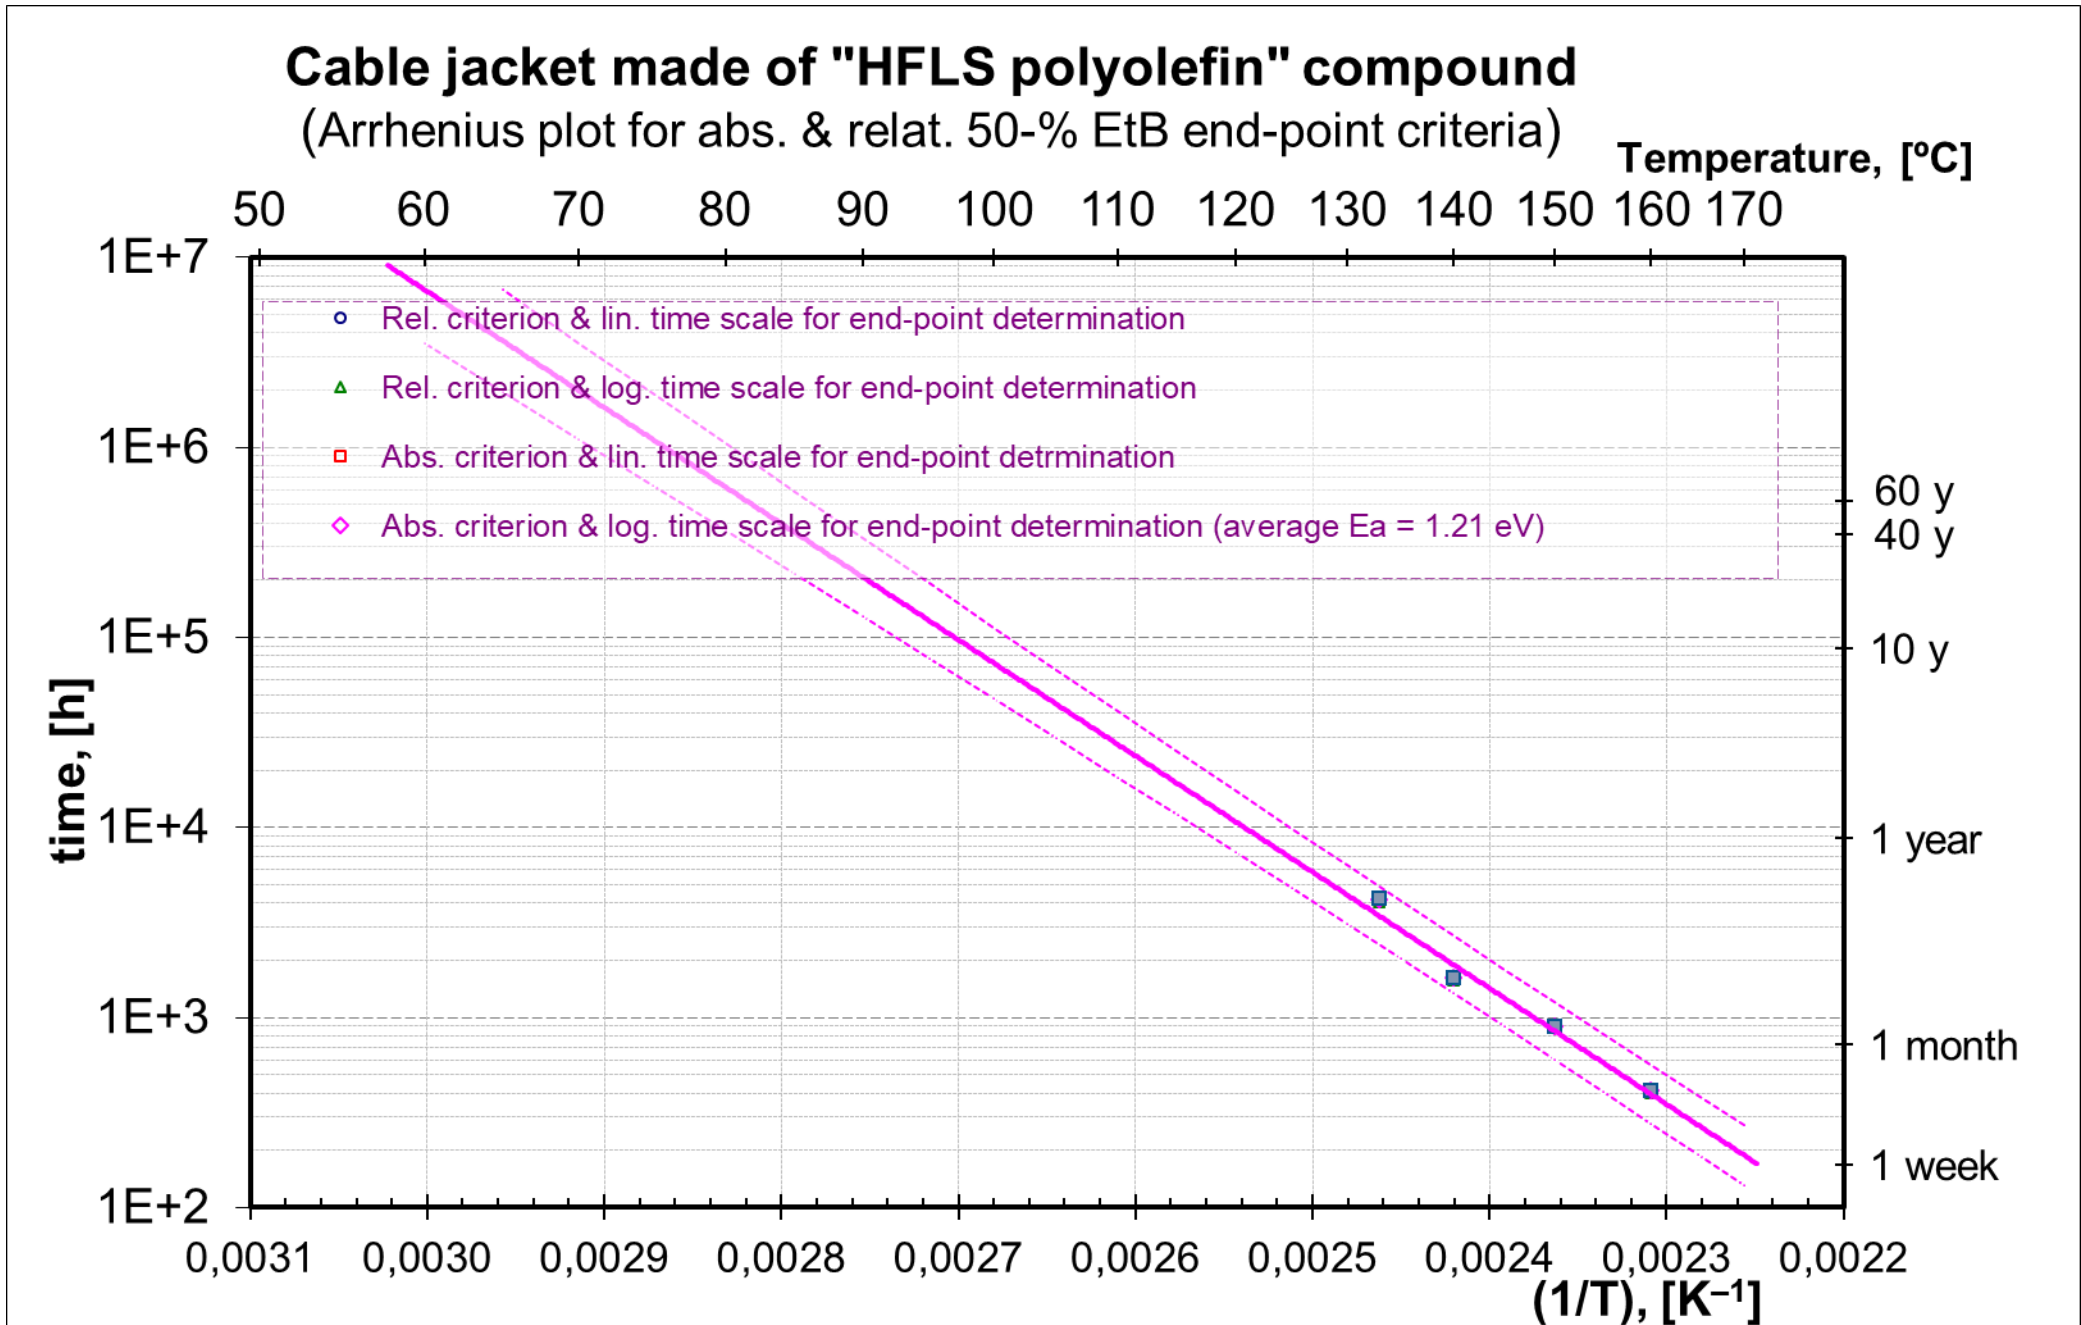 Cable jacket made of "HFLS polyolefin" compound
(Arrhenius plot for abs. & relat. 50-% EtB end-point criteria)
Temperature, [ºC]
50 60 70 80 90 100 110 120 130 140 150 160 170
1E+7
Rel. criterion & lin. time scale for end-point determination
Rel. criterion & log. time scale for end-point determination
1E+6
Abs. criterion & lin. time scale for end-point detrmination
60 y
Abs. criterion & log. time scale for end-point determination (average Ea = 1.21 eV)
40 y
1E+5
10 y
time, [h]
1E+4
1 year
1E+3
1 month
1 week
1E+2
0,0031 0,0030 0,0029 0,0028 0,0027 0,0026 0,0025 0,0024 0,0023 0,0022
(1/T), [K⁻¹]